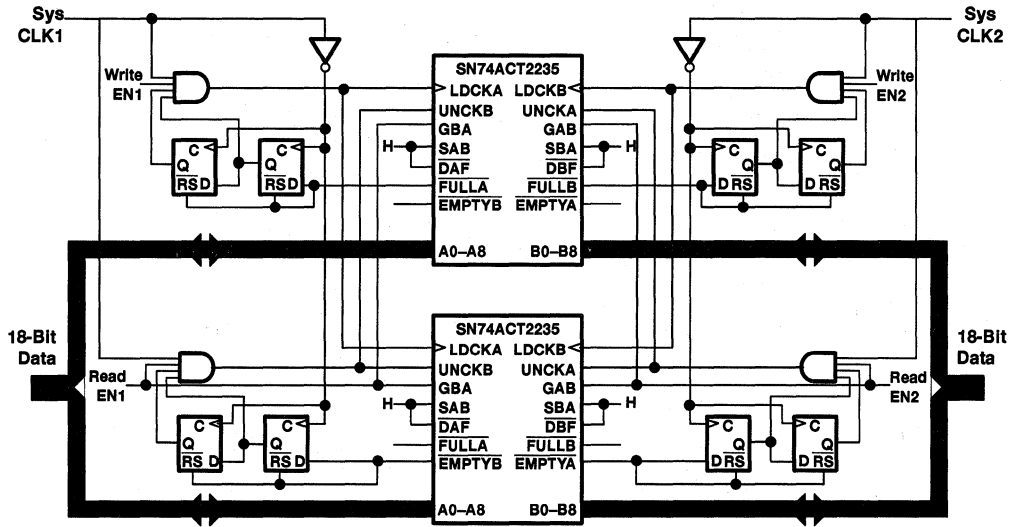 Sys
CLK1
Sys
CLK2
Write
EN1
Write
EN2
SN74ACT2235
LDCKA LDCKB
UNCKB UNCKA
GBA GAB
H SAB SBA H
DAF DBF
FULLA FULLB
EMPTYB EMPTYA
A0–A8 B0–B8
C C C C
Q Q Q Q
RS D RS D D RS D RS
18-Bit
Data
18-Bit
Data
Read
EN1
Read
EN2
SN74ACT2235
LDCKA LDCKB
UNCKB UNCKA
GBA GAB
H SAB SBA H
DAF DBF
FULLA FULLB
EMPTYB EMPTYA
A0–A8 B0–B8
C C C C
Q Q Q Q
RS D RS D D RS D RS